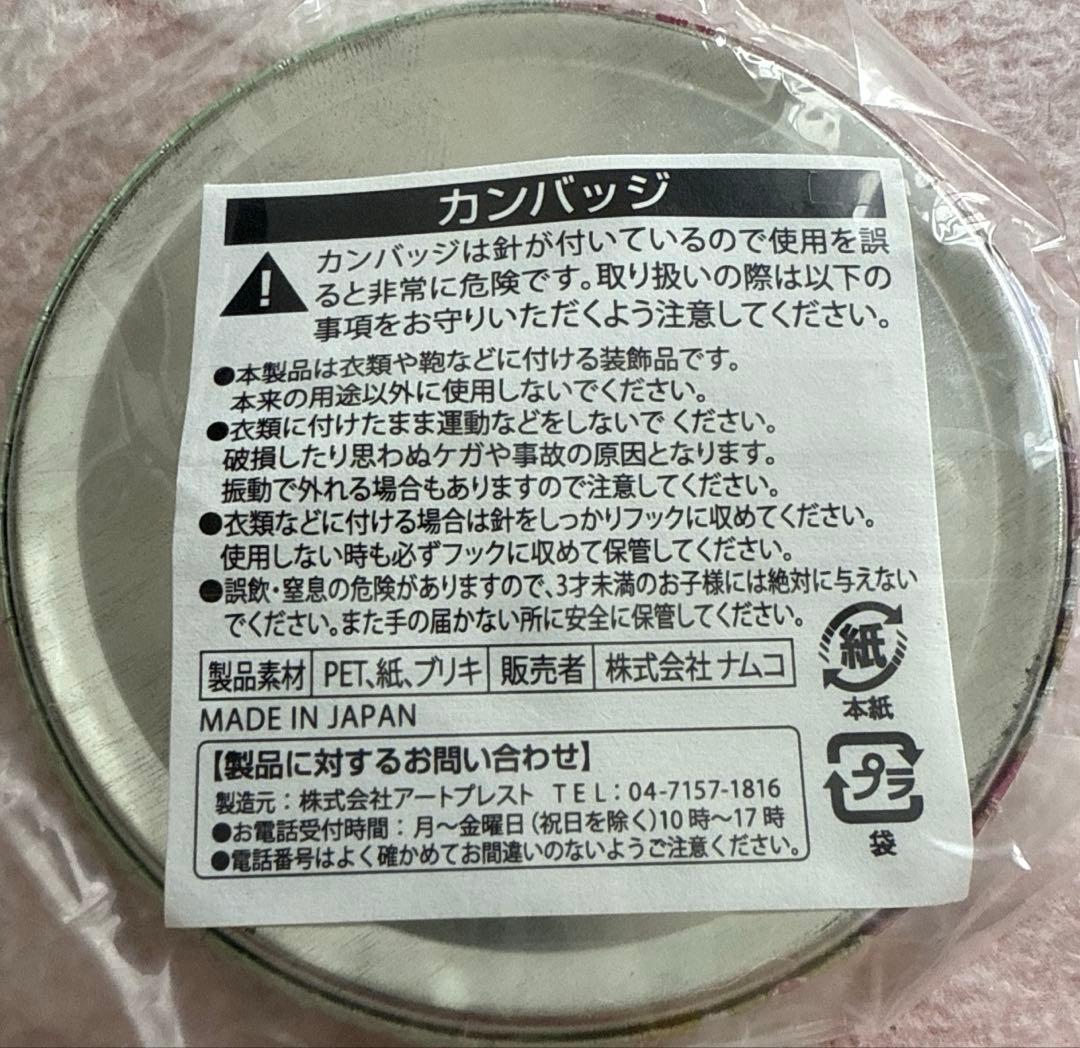 カンバッジ
カンバッジは針が付いているので使用を誤
ると非常に危険です。取り扱いの際は以下の
事項をお守りいただくよう注意してください。
●本製品は衣類や鞄などに付ける装飾品です。
本来の用途以外に使用しないでください。
●衣類に付けたまま運動などをしないで ください。
破損したり思わぬケガや事故の原因となります。
振動で外れる場合もありますので注意してください。
●衣類などに付ける場合は針をしっかりフックに収めてください。
使用しない時も必ずフックに収めて保管してください。
●誤飲・窒息の危険がありますので、3才未満のお子様には絶対に与えない
でください。また手の届かない所に安全に保管してください。
製品素材 PET、紙、ブリキ 販売者 株式会社 ナムコ
MADE IN JAPAN
【製品に対するお問い合わせ】
製造元：株式会社アートプレスト TEL：04-7157-1816
●お電話受付時間：月～金曜日（祝日を除く）10時～17時
●電話番号はよく確かめてお間違いのないようご注意ください。
紙
本紙
プラ
袋